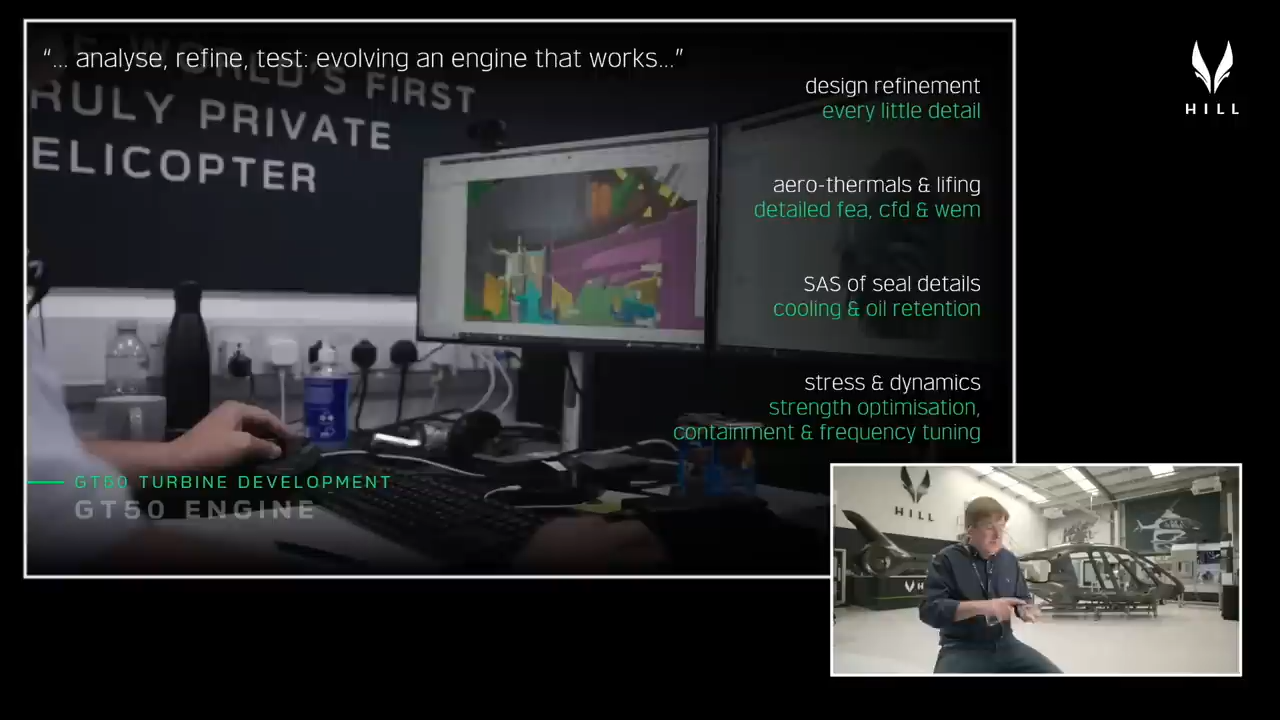 “... analyse, refine, test: evolving an engine that works...”
WORLD'S FIRST
RULY PRIVATE
ELICOPTER
design refinement
every little detail
aero-thermals & lifing
detailed fea, cfd & wem
SAS of seal details
cooling & oil retention
stress & dynamics
strength optimisation,
containment & frequency tuning
GT50 TURBINE DEVELOPMENT
GT50 ENGINE
HILL
HILL